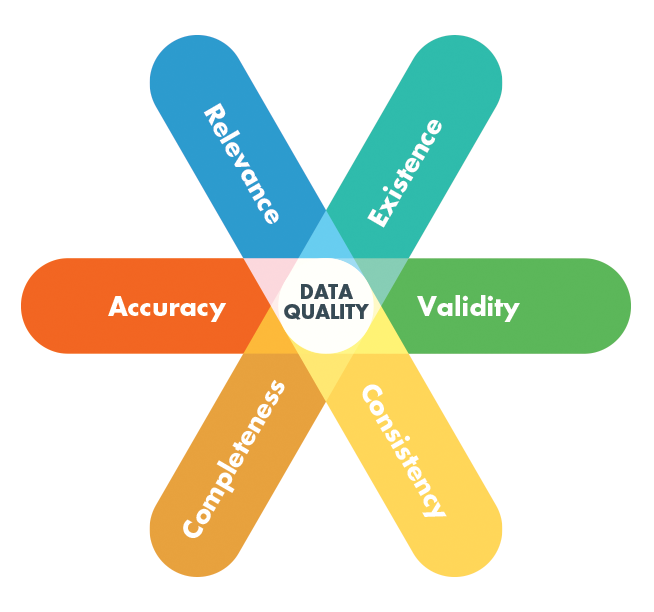 Relevance
Existence
Accuracy
DATA
QUALITY
Validity
Completeness
Consistency